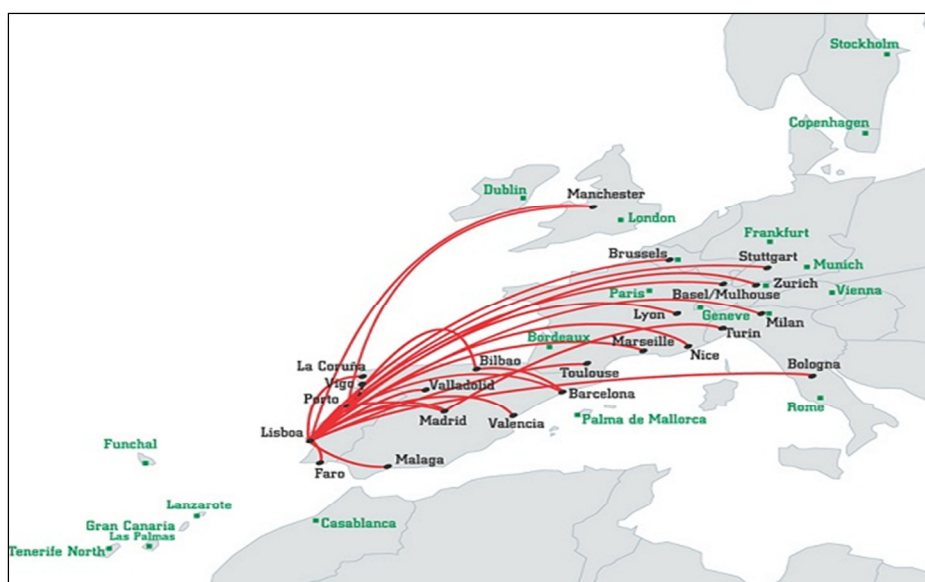 Stockholm
Copenhagen
Dublin
Manchester
London
Frankfurt
Brussels
Stuttgart
Munich
Paris
Basel/Mulhouse
Zurich
Vienna
Lyon
Geneve
Milan
Turin
Bordeaux
Marseille
Nice
La Coruña
Bilbao
Vigo
Toulouse
Bologna
Valladolid
Porto
Barcelona
Rome
Madrid
Valencia
Palma de Mallorca
Lisboa
Funchal
Malaga
Faro
Lanzarote
Gran Canaria
Las Palmas
Casablanca
Tenerife North